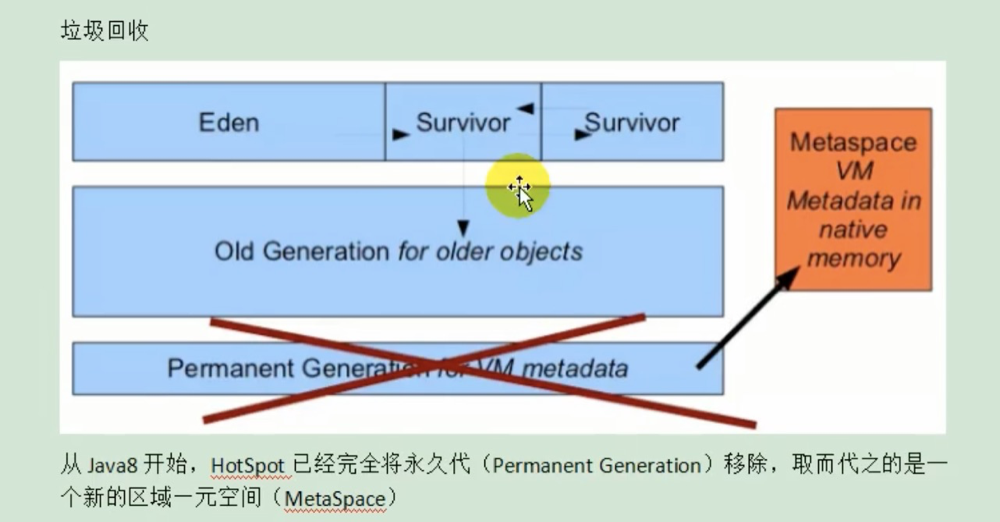 垃圾回收
Eden
Survivor
Survivor
Old Generation for older objects
Permanent Generation for VM metadata
Metaspace
VM
Metadata in
native
memory
从 Java8 开始，HotSpot 已经完全将永久代（Permanent Generation）移除，取而代之的是一
个新的区域一元空间（MetaSpace）